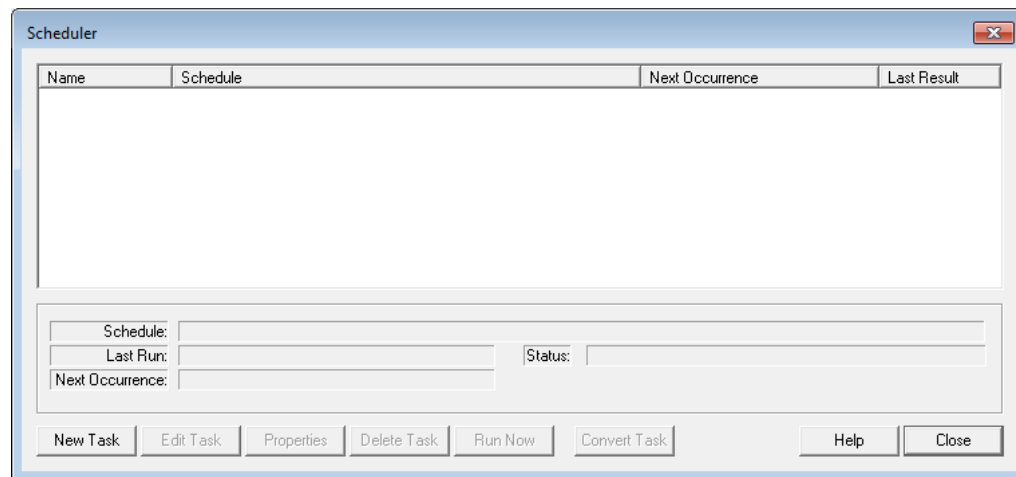 Scheduler
Name Schedule Next Occurrence Last Result
Schedule:
Last Run: Status:
Next Occurrence:
New Task Edit Task Properties Delete Task Run Now Convert Task Help Close